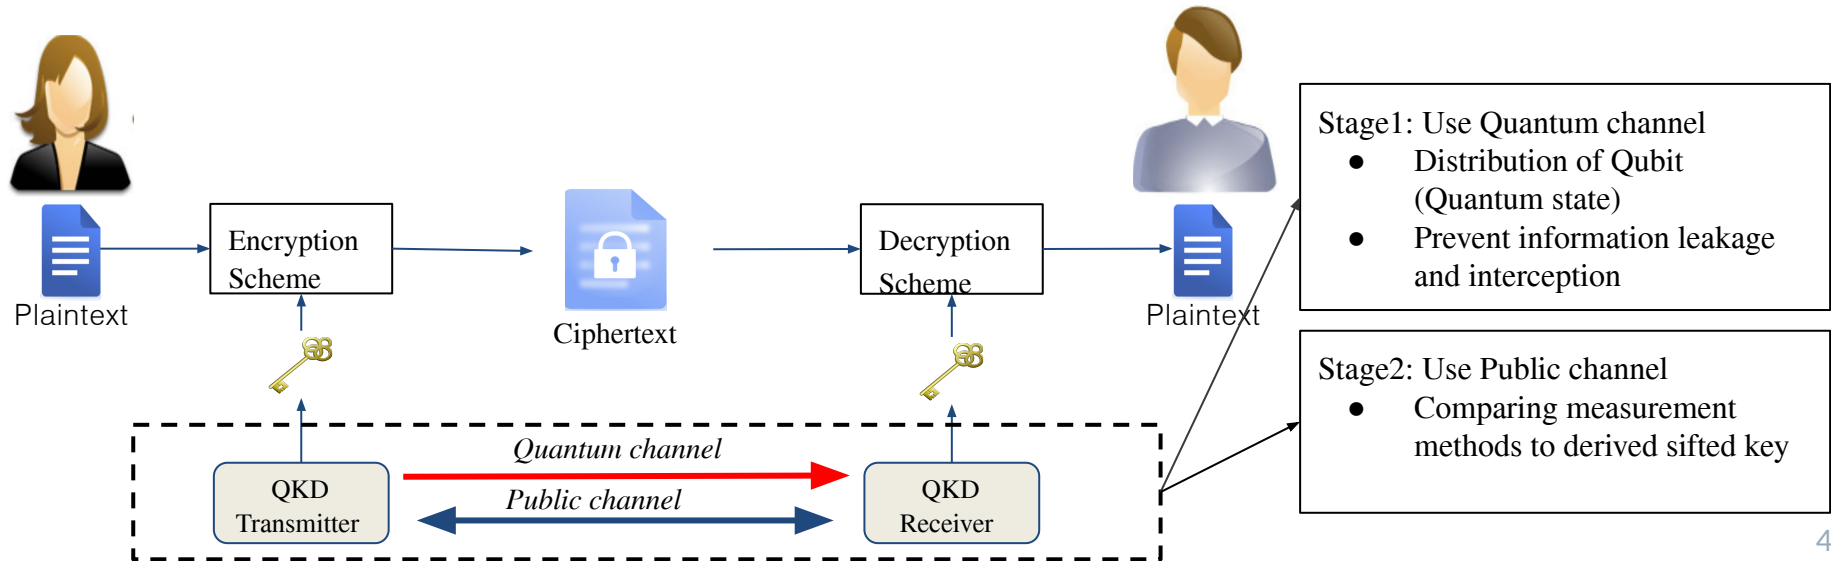 Plaintext
Encryption
Scheme
Ciphertext
Decryption
Scheme
Plaintext
Quantum channel
Public channel
QKD
Transmitter
QKD
Receiver
Stage1: Use Quantum channel
● Distribution of Qubit
(Quantum state)
● Prevent information leakage
and interception
Stage2: Use Public channel
● Comparing measurement
methods to derived sifted key
4